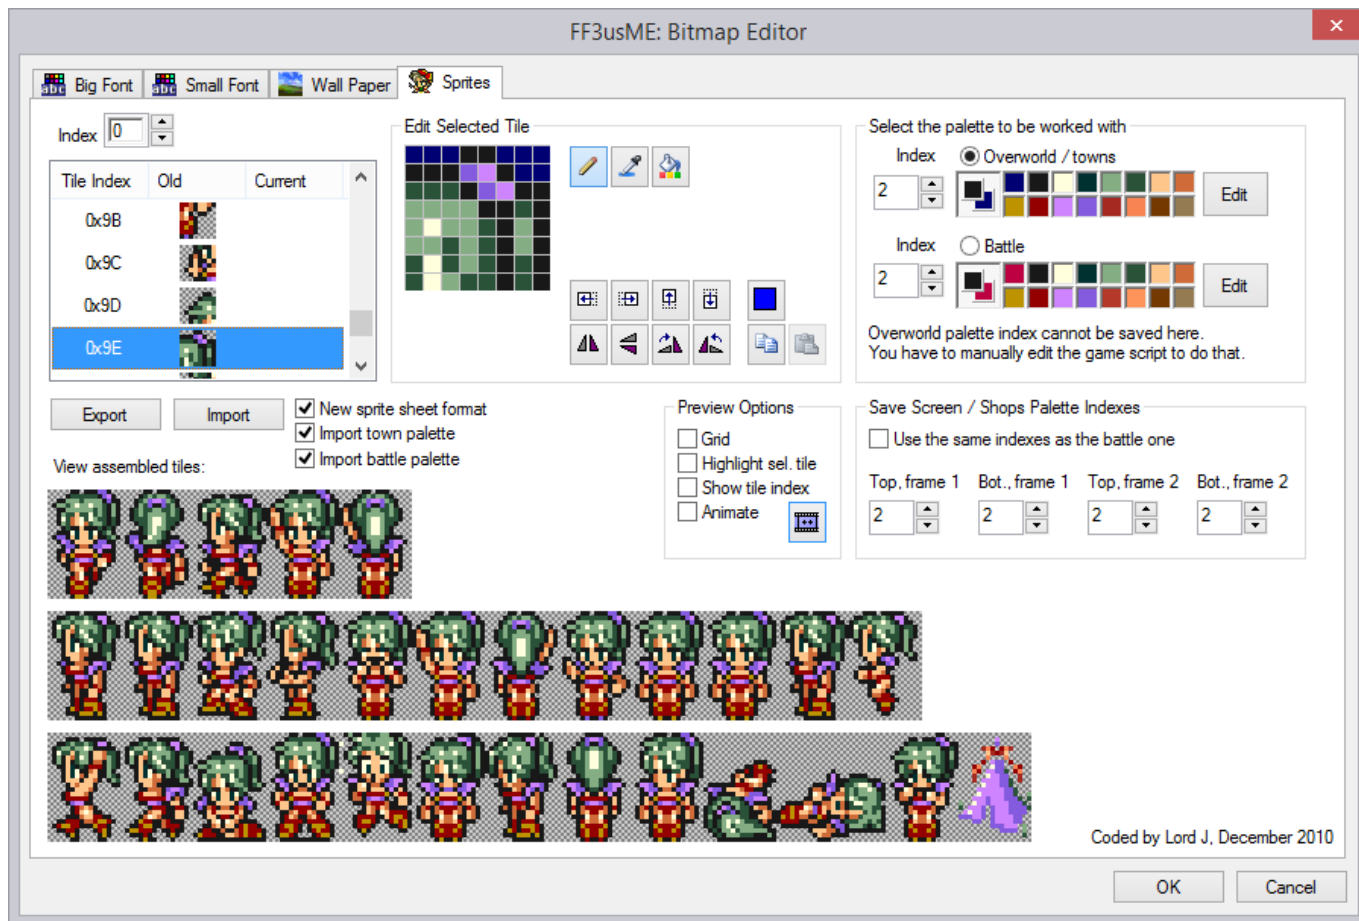 FF3usME: Bitmap Editor
abc Big Font abc Small Font Wall Paper Sprites
Index 0
Tile Index Old Current
0x9B
0x9C
0x9D
0x9E
Edit Selected Tile
Select the palette to be worked with
Index Overworld / towns
2 Edit
Index Battle
2 Edit
Overworld palette index cannot be saved here.
You have to manually edit the game script to do that.
Export Import
New sprite sheet format
Import town palette
Import battle palette
View assembled tiles:
Preview Options
Grid
Highlight sel. tile
Show tile index
Animate
Save Screen / Shops Palette Indexes
Use the same indexes as the battle one
Top, frame 1 Bot., frame 1 Top, frame 2 Bot., frame 2
2 2 2 2
Coded by Lord J, December 2010
OK Cancel